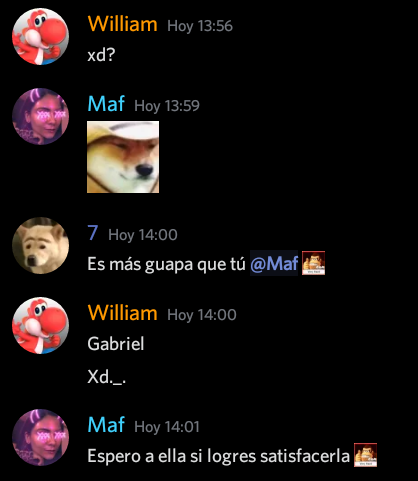 William Hoy 13:56
xd?
Maf Hoy 13:59
7 Hoy 14:00
Es más guapa que tú @Maf
William Hoy 14:00
Gabriel
Xd._.
Maf Hoy 14:01
Espero a ella si logres satisfacerla